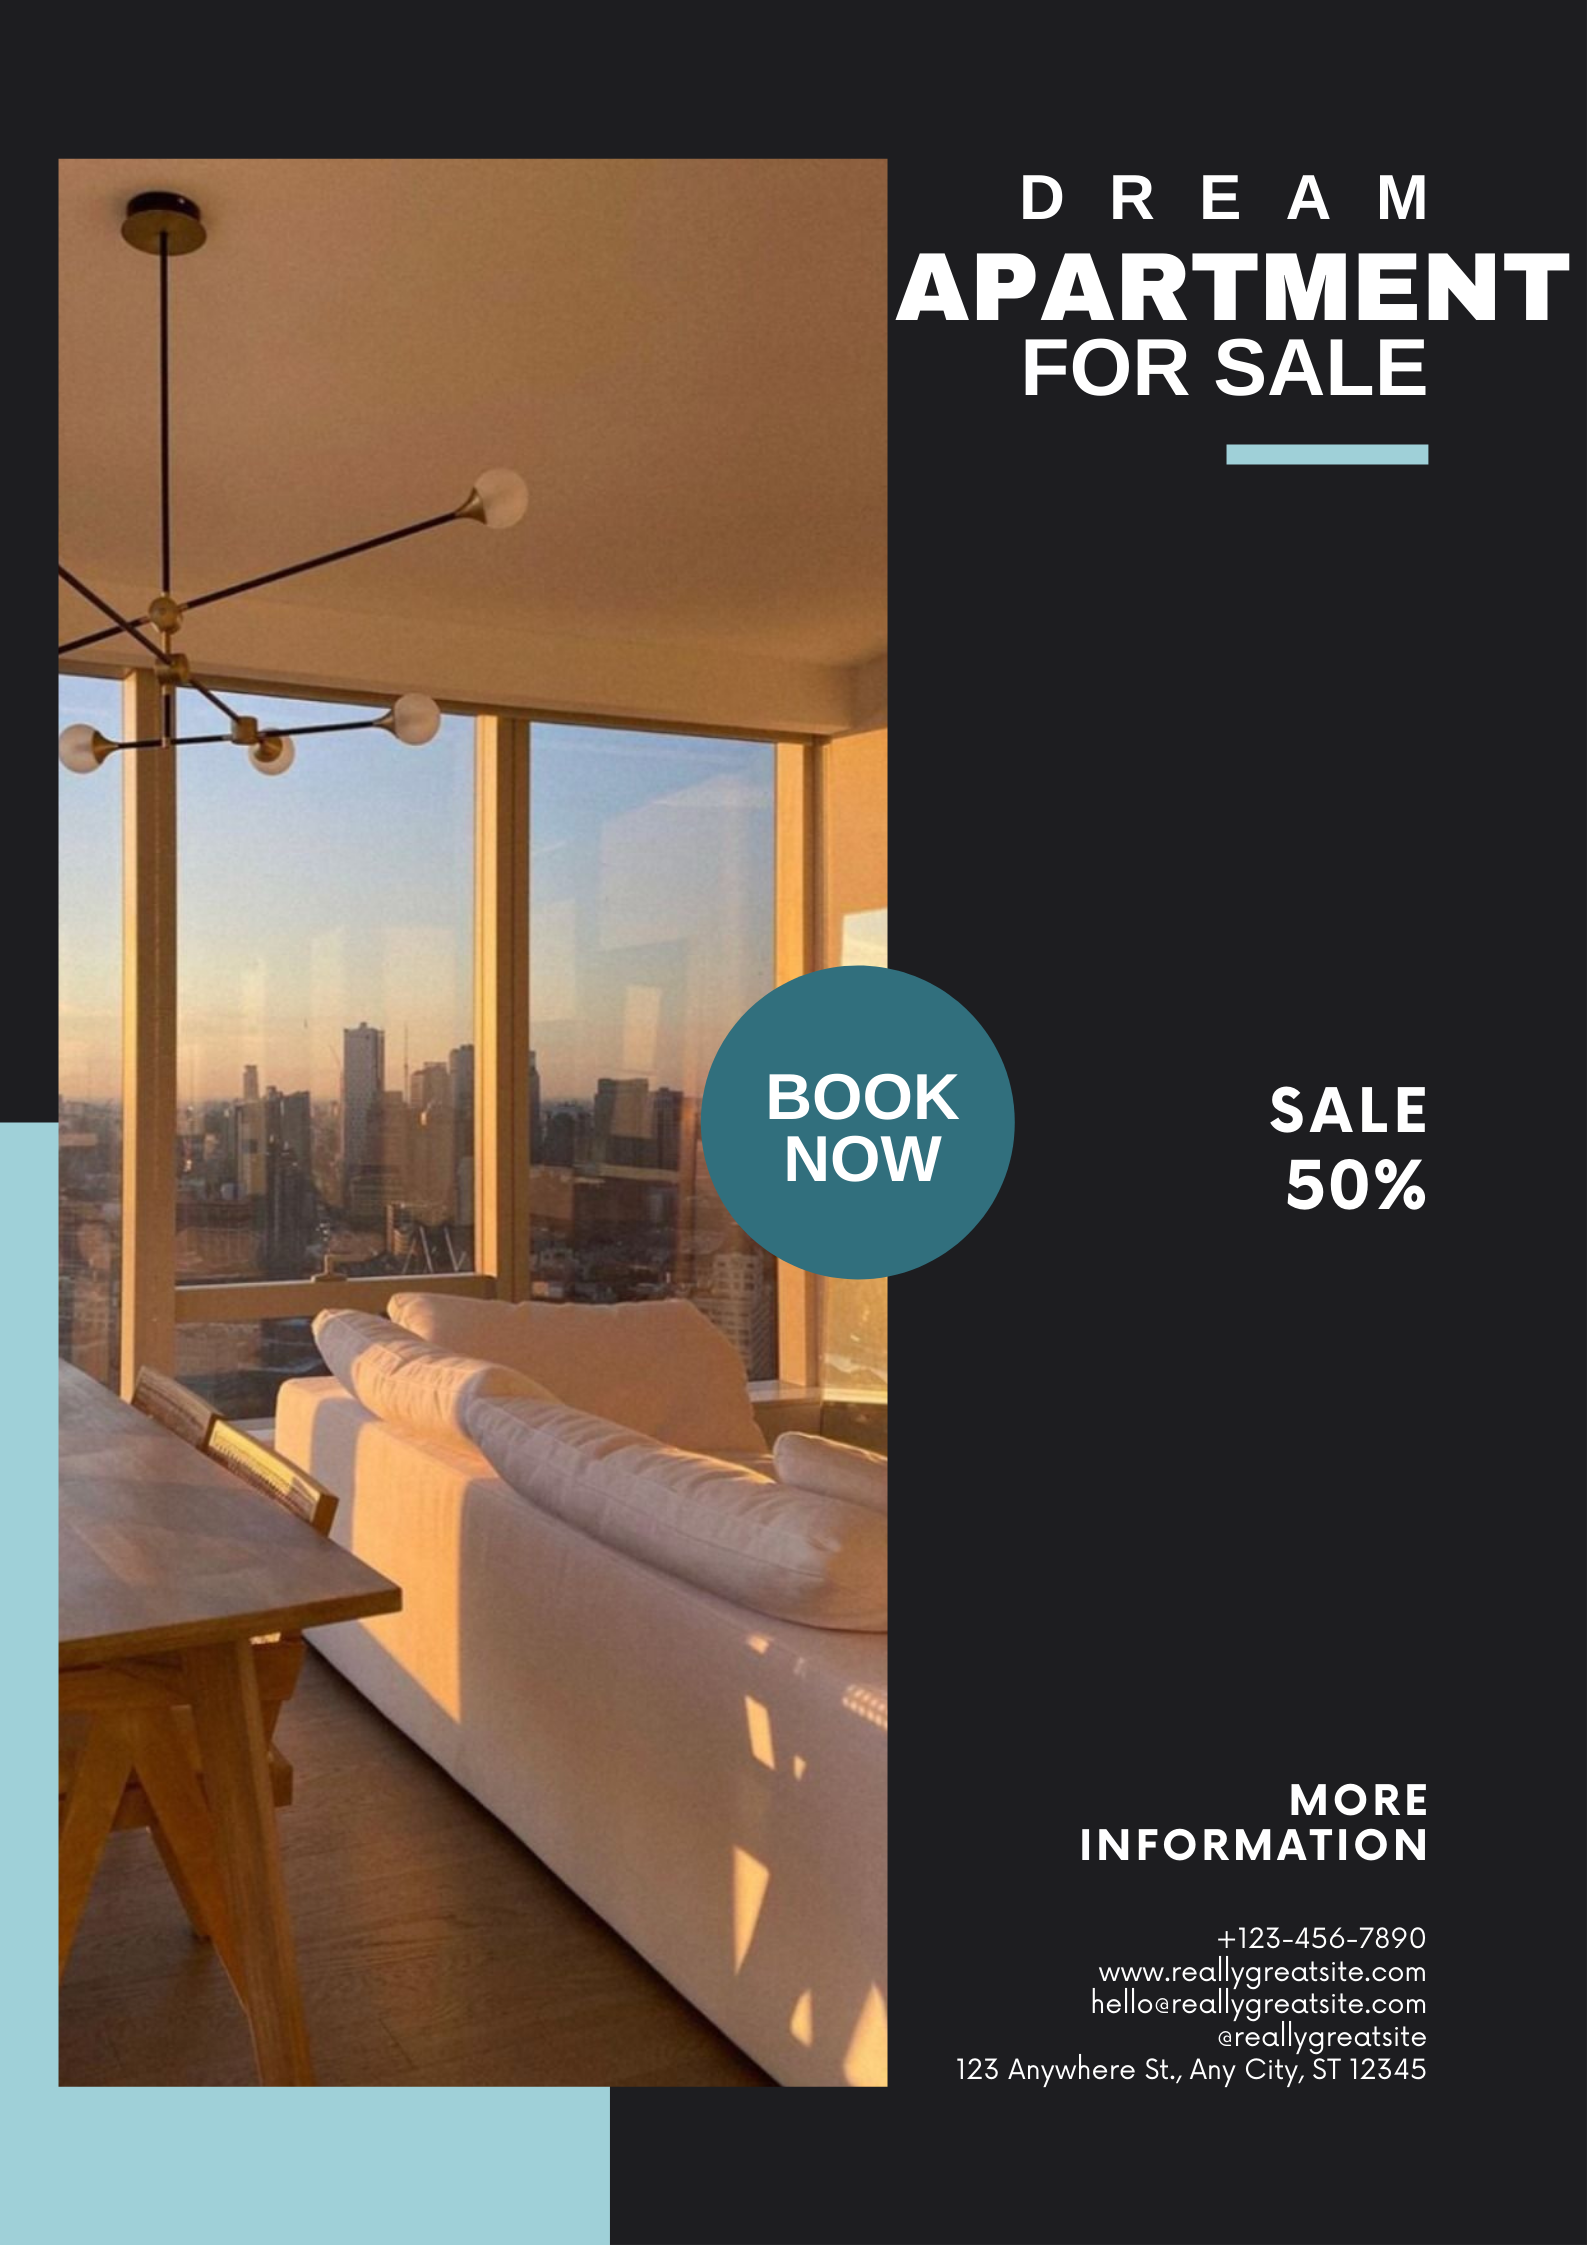 DREAM
APARTMENT
FOR SALE
BOOK
NOW
SALE
50%
MORE
INFORMATION
+123-456-7890
www.reallygreatsite.com
hello@reallygreatsite.com
@reallygreatsite
123 Anywhere St., Any City, ST 12345